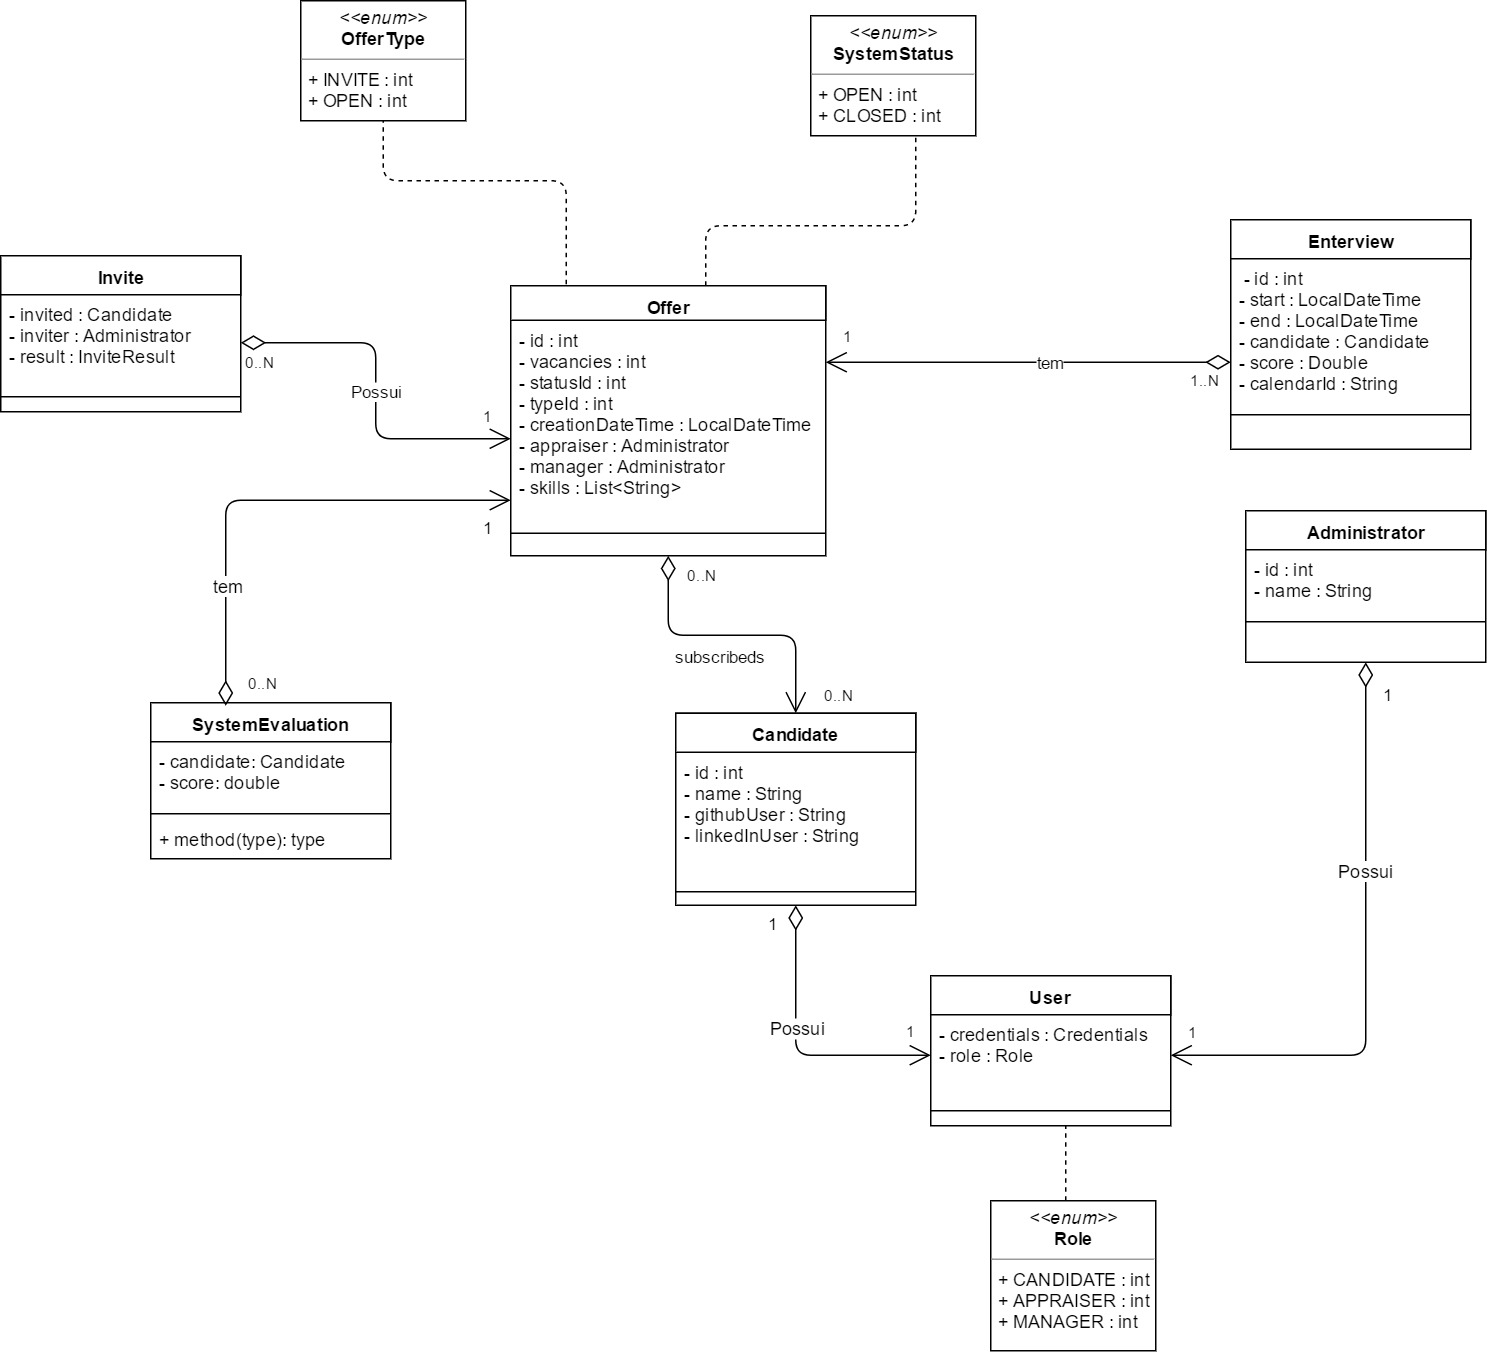 <<enum>>
OfferType
+ INVITE : int
+ OPEN : int
<<enum>>
SystemStatus
+ OPEN : int
+ CLOSED : int
Invite
- invited : Candidate
- inviter : Administrator
- result : InviteResult
0..N
Possui
1
Offer
- id : int
- vacancies : int
- statusId : int
- typeId : int
- creationDateTime : LocalDateTime
- appraiser : Administrator
- manager : Administrator
- skills : List<String>
1
tem
1..N
Enterview
- id : int
- start : LocalDateTime
- end : LocalDateTime
- candidate : Candidate
- score : Double
- calendarId : String
1
tem
0..N
SystemEvaluation
- candidate: Candidate
- score: double
+ method(type): type
0..N
subscribeds
0..N
Candidate
- id : int
- name : String
- githubUser : String
- linkedInUser : String
Administrator
- id : int
- name : String
1
Possui
1
1
Possui
1
User
- credentials : Credentials
- role : Role
<<enum>>
Role
+ CANDIDATE : int
+ APPRAISER : int
+ MANAGER : int